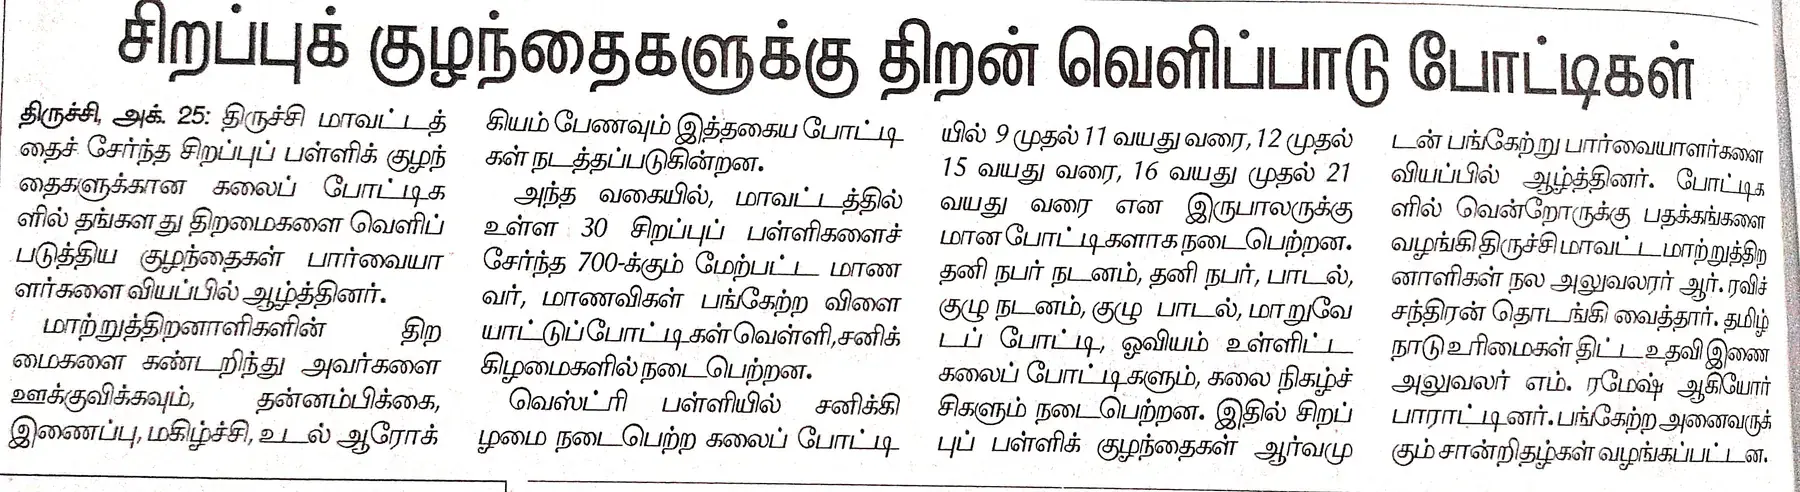 சிறப்புக் குழந்தைகளுக்கு திறன் வெளிப்பாடு போட்டிகள்
திருச்சி, அக். 25: திருச்சி மாவட்டத்
தைச் சேர்ந்த சிறப்புப் பள்ளிக் குழந்
தைகளுக்கான கலைப் போட்டிக
ளில் தங்களது திறமைகளை வெளிப்
படுத்திய குழந்தைகள் பார்வையா
ளர்களை வியப்பில் ஆழ்த்தினர்.
மாற்றுத்திறனாளிகளின் திற
மைகளை கண்டறிந்து அவர்களை
ஊக்குவிக்கவும், தன்னம்பிக்கை,
இணைப்பு, மகிழ்ச்சி, உடல் ஆரோக்
கியம் பேணவும் இத்தகைய போட்டி
கள் நடத்தப்படுகின்றன.
அந்த வகையில், மாவட்டத்தில்
உள்ள 30 சிறப்புப் பள்ளிகளைச்
சேர்ந்த 700-க்கும் மேற்பட்ட மாண
வர், மாணவிகள் பங்கேற்ற விளை
யாட்டுப்போட்டிகள் வெள்ளி,சனிக்
கிழமைகளில் நடைபெற்றன.
வெஸ்ட்ரி பள்ளியில் சனிக்கி
ழமை நடைபெற்ற கலைப் போட்டி
யில் 9 முதல் 11 வயது வரை, 12 முதல்
15 வயது வரை, 16 வயது முதல் 21
வயது வரை என இருபாலருக்கு
மான போட்டிகளாக நடைபெற்றன.
தனி நபர் நடனம், தனி நபர், பாடல்,
குழு நடனம், குழு பாடல், மாறுவே
டப் போட்டி, ஓவியம் உள்ளிட்ட
கலைப் போட்டிகளும், கலை நிகழ்ச்
சிகளும் நடைபெற்றன. இதில் சிறப்
புப் பள்ளிக் குழந்தைகள் ஆர்வமு
டன் பங்கேற்று பார்வையாளர்களை
வியப்பில் ஆழ்த்தினர். போட்டிக
ளில் வென்றோருக்கு பதக்கங்களை
வழங்கி திருச்சி மாவட்ட மாற்றுத்திற
னாளிகள் நல அலுவலரர் ஆர். ரவிச்
சந்திரன் தொடங்கி வைத்தார். தமிழ்
நாடு உரிமைகள் திட்ட உதவி இணை
அலுவலர் எம். ரமேஷ் ஆகியோர்
பாராட்டினர். பங்கேற்ற அனைவருக்
கும் சான்றிதழ்கள் வழங்கப்பட்டன.